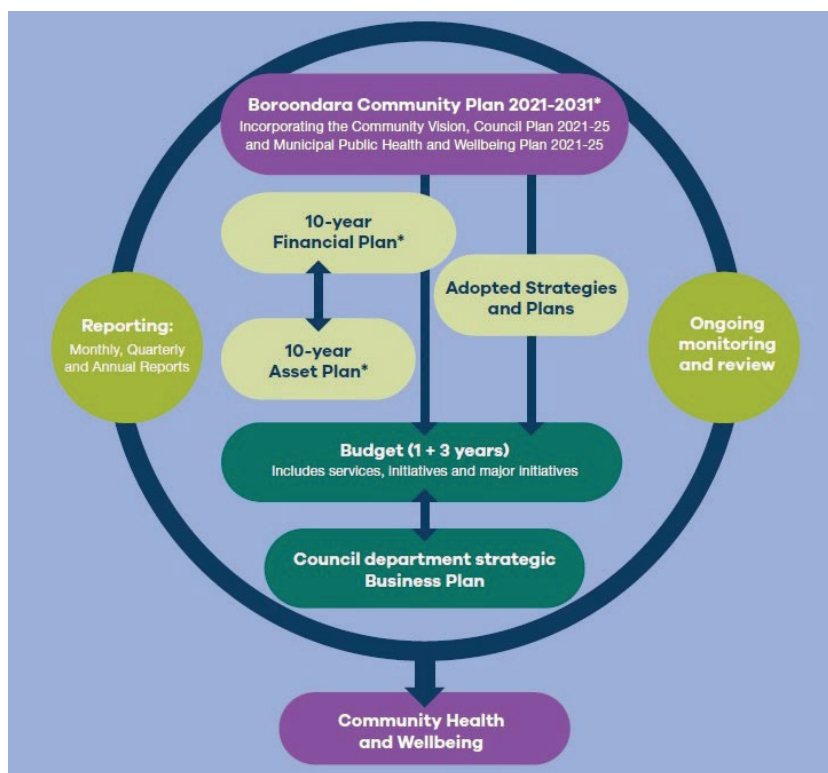 Boroondara Community Plan 2021-2031*
Incorporating the Community Vision, Council Plan 2021-25
and Municipal Public Health and Wellbeing Plan 2021-25
10-year
Financial Plan*
Adopted Strategies
and Plans
Reporting:
Monthly, Quarterly
and Annual Reports
Ongoing
monitoring
and review
10-year
Asset Plan*
Budget (1 + 3 years)
Includes services, initiatives and major initiatives
Council department strategic
Business Plan
Community Health
and Wellbeing